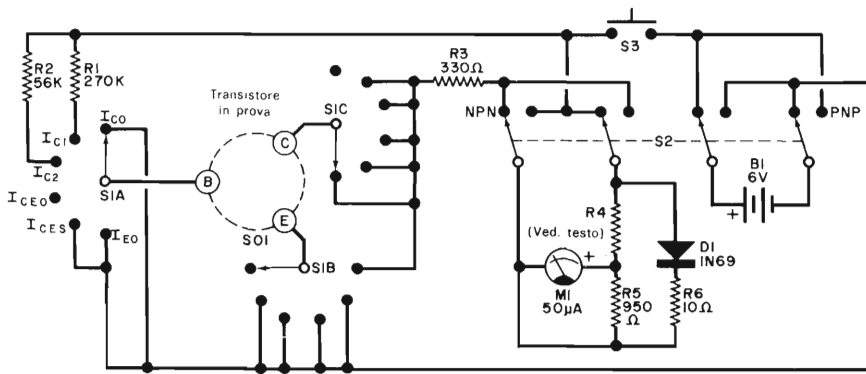 S3
R3
330Ω
R2
56K
R1
270K
Transistore
in prova
S1C
ICO
NPN
PNP
IC1
S2
C
IC2
B1
6V
+
B
S1A
ICEO
R4
(Ved. testo)
E
ICES
IEO
SO1
S1B
+
D1
1N69
M1
50µA
R5
950
Ω
R6
10Ω